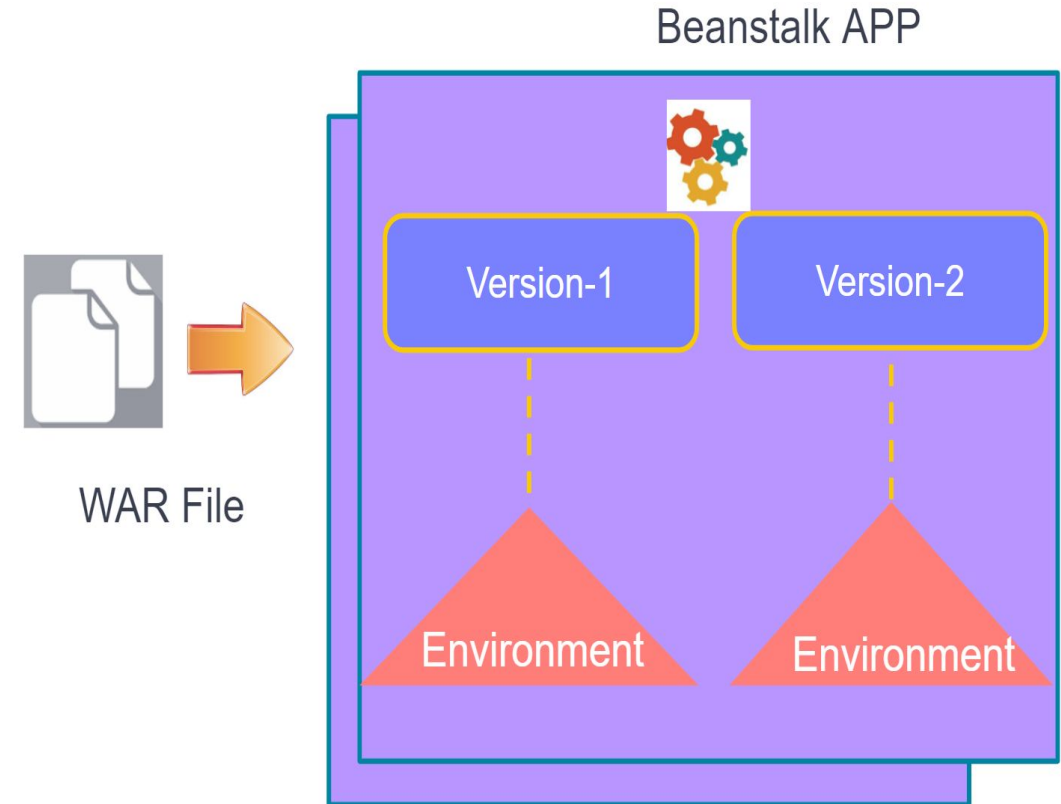 Beanstalk APP
Version-1
Version-2
WAR File
Environment
Environment